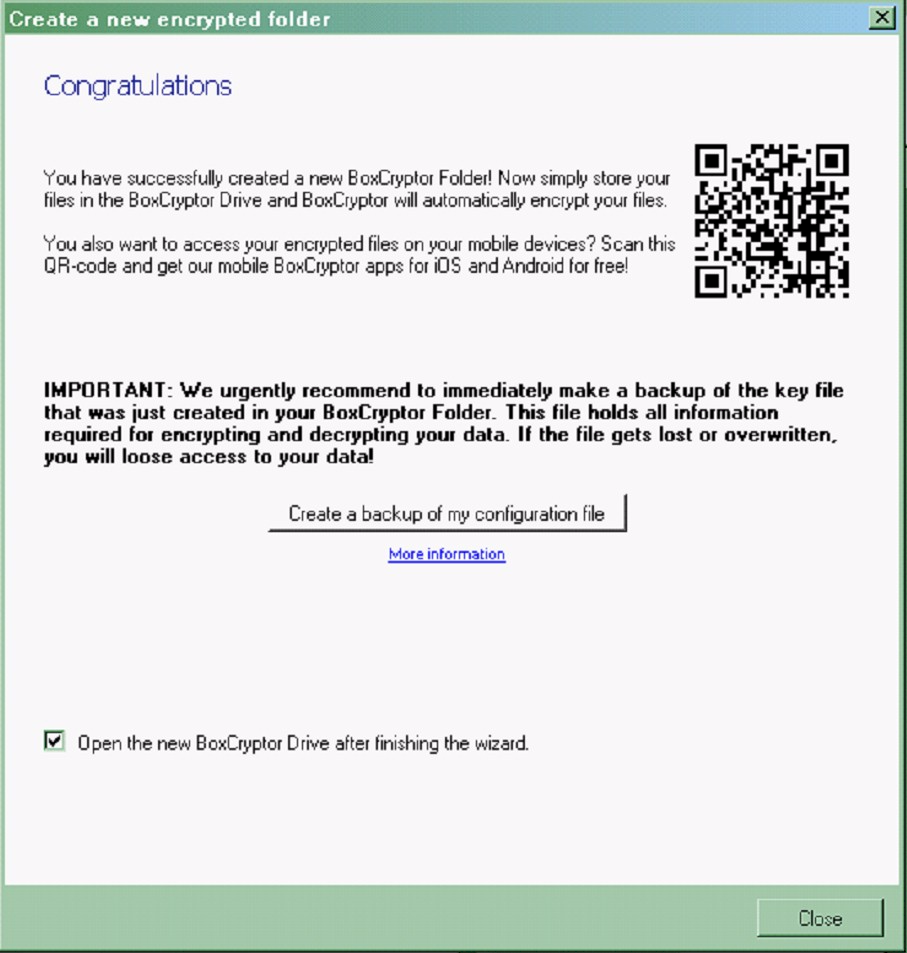 Create a new encrypted folder
Congratulations
You have successfully created a new BoxCryptor Folder! Now simply store your
files in the BoxCryptor Drive and BoxCryptor will automatically encrypt your files.
You also want to access your encrypted files on your mobile devices? Scan this
QR-code and get our mobile BoxCryptor apps for iOS and Android for free!
IMPORTANT: We urgently recommend to immediately make a backup of the key file
that was just created in your BoxCryptor Folder. This file holds all information
required for encrypting and decrypting your data. If the file gets lost or overwritten,
you will loose access to your data!
Create a backup of my configuration file
More information
Open the new BoxCryptor Drive after finishing the wizard.
Close